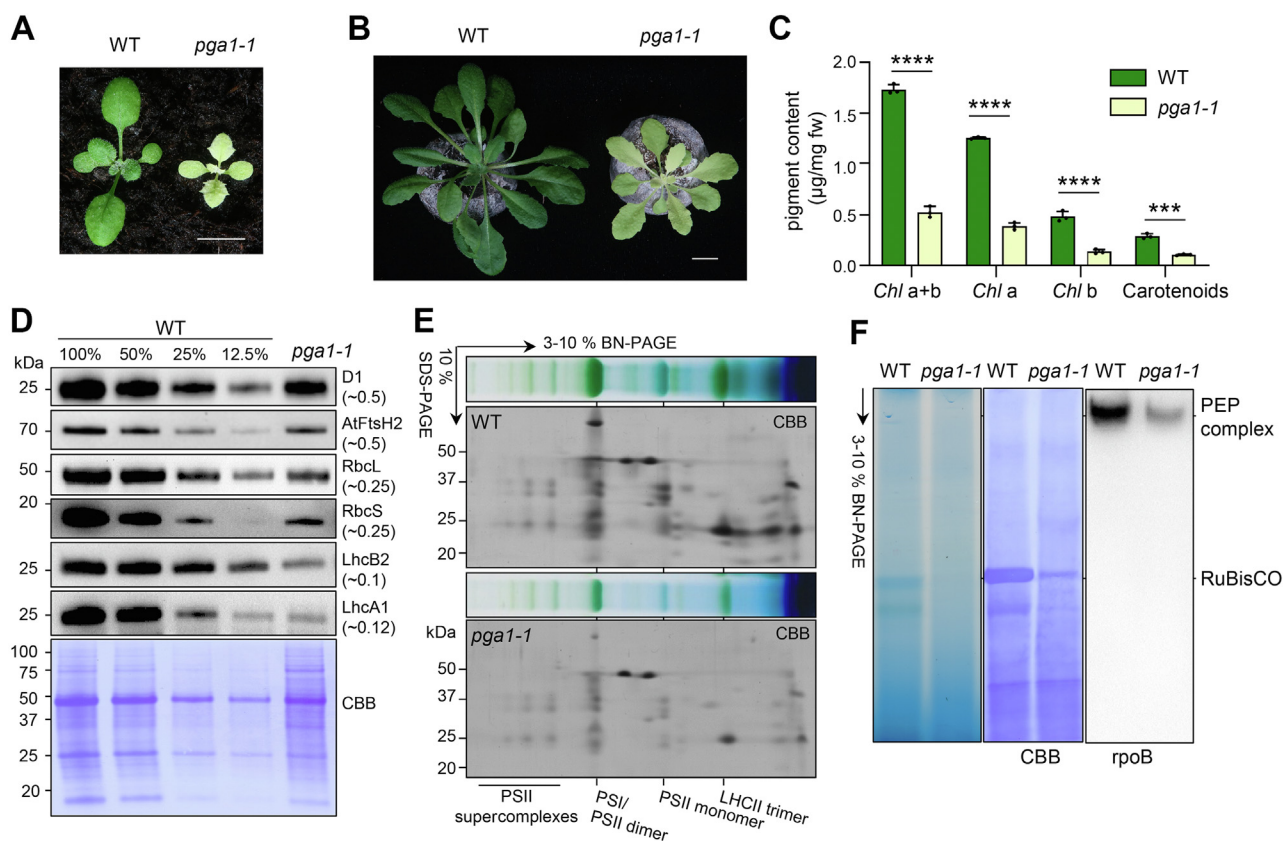 A
WT
pga1-1
B
WT
pga1-1
C
pigment content
(µg/mg fw)
2.0
1.5
1.0
0.5
0.0
****
****
****
***
WT
pga1-1
Chl a+b
Chl a
Chl b
Carotenoids
D
WT
100%
50%
25%
12.5%
pga1-1
kDa
25
D1
(~0.5)
70
AtFtsH2
(~0.5)
50
RbcL
(~0.25)
20
RbcS
(~0.25)
25
LhcB2
(~0.1)
25
LhcA1
(~0.12)
100
75
50
37
25
20
CBB
E
3-10 % BN-PAGE
10 %
SDS-PAGE
WT
CBB
50
37
25
20
kDa
pga1-1
CBB
50
37
25
20
PSII
supercomplexes
PSI/
PSII dimer
PSII monomer
LHCII trimer
F
WT
pga1-1
WT
pga1-1
WT
pga1-1
3-10 % BN-PAGE
PEP
complex
RuBisCO
CBB
rpoB